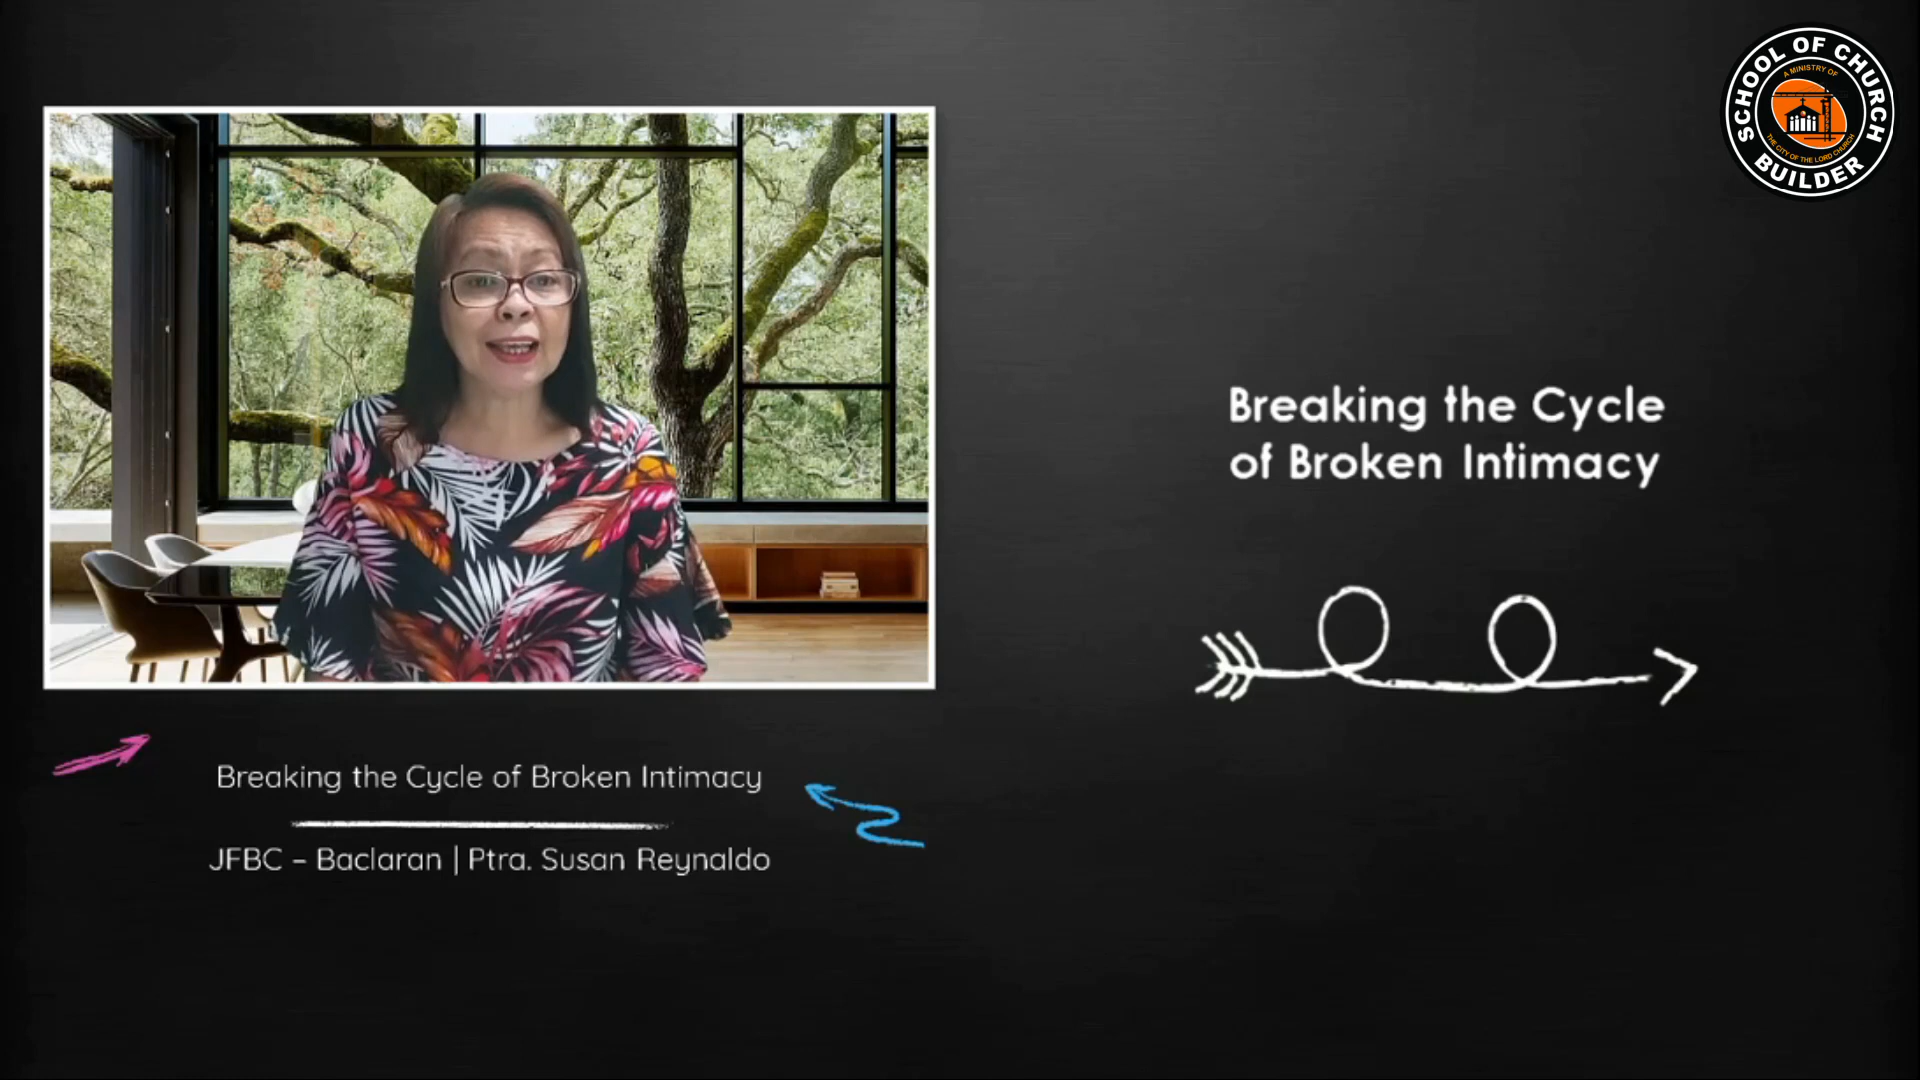 SCHOOL OF CHURCH
A MINISTRY OF
THE CITY OF THE LORD CHURCH
BUILDER
Breaking the Cycle
of Broken Intimacy
Breaking the Cycle of Broken Intimacy
JFBC – Baclaran | Ptra. Susan Reynaldo